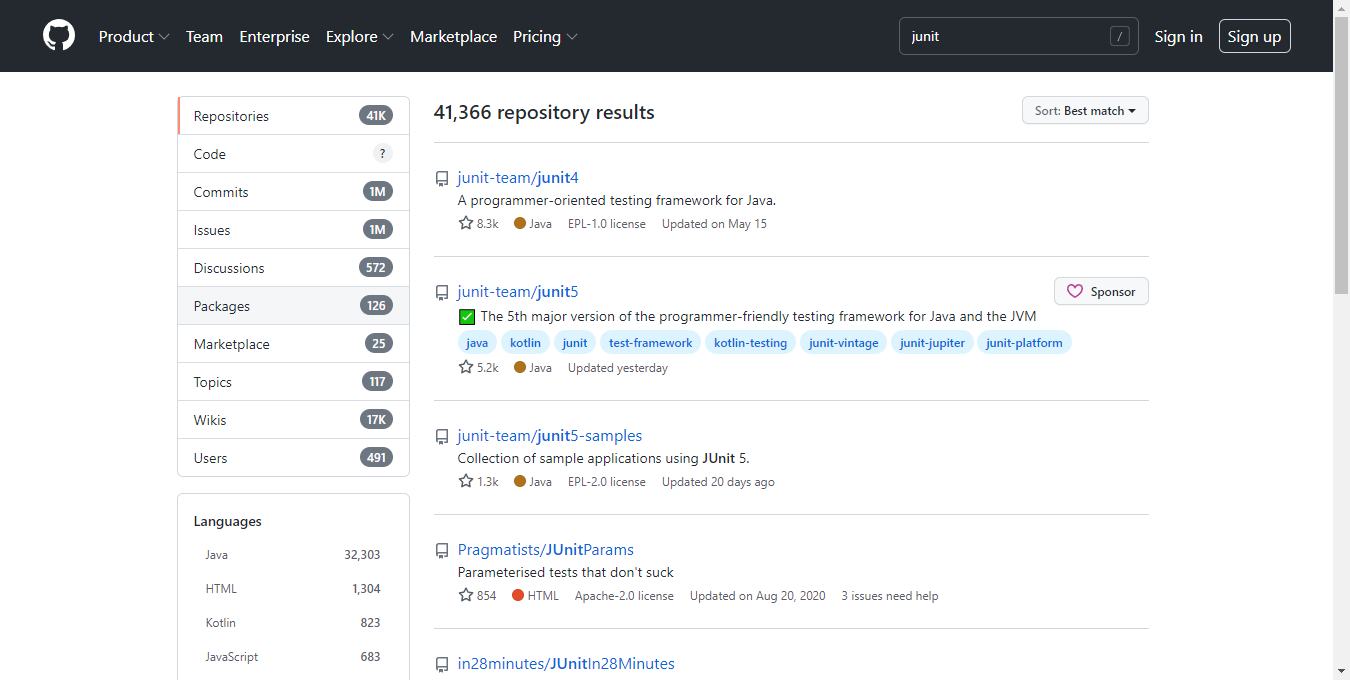 Product Team Enterprise Explore Marketplace Pricing junit / Sign in Sign up
Repositories 41K
Code ?
Commits 1M
Issues 1M
Discussions 572
Packages 126
Marketplace 25
Topics 117
Wikis 17K
Users 491
Languages
Java 32,303
HTML 1,304
Kotlin 823
JavaScript 683
41,366 repository results
Sort: Best match
junit-team/junit4
A programmer-oriented testing framework for Java.
8.3k Java EPL-1.0 license Updated on May 15
junit-team/junit5
Sponsor
✅ The 5th major version of the programmer-friendly testing framework for Java and the JVM
java kotlin junit test-framework kotlin-testing junit-vintage junit-jupiter junit-platform
5.2k Java Updated yesterday
junit-team/junit5-samples
Collection of sample applications using JUnit 5.
1.3k Java EPL-2.0 license Updated 20 days ago
Pragmatists/JUnitParams
Parameterised tests that don't suck
854 HTML Apache-2.0 license Updated on Aug 20, 2020 3 issues need help
in28minutes/JUnitIn28Minutes